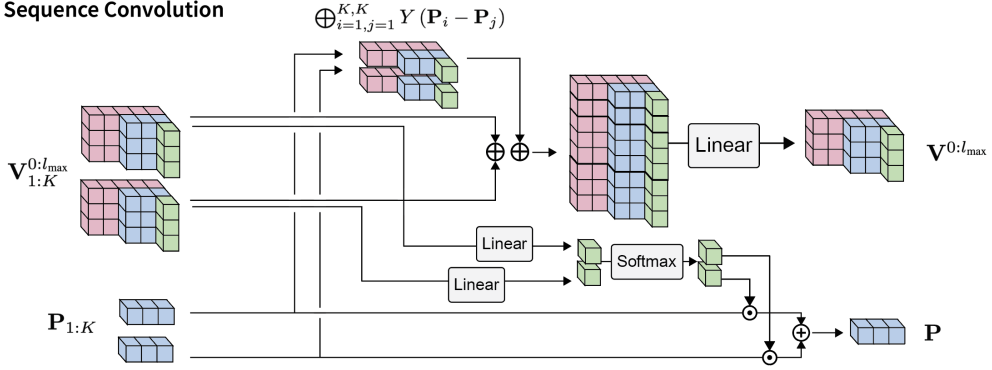 Sequence Convolution
⨁_{i=1,j=1}^{K,K} Y (P_i − P_j)
V_{1:K}^{0:l_max}
Linear
V^{0:l_max}
Linear
Softmax
Linear
P_{1:K}
P